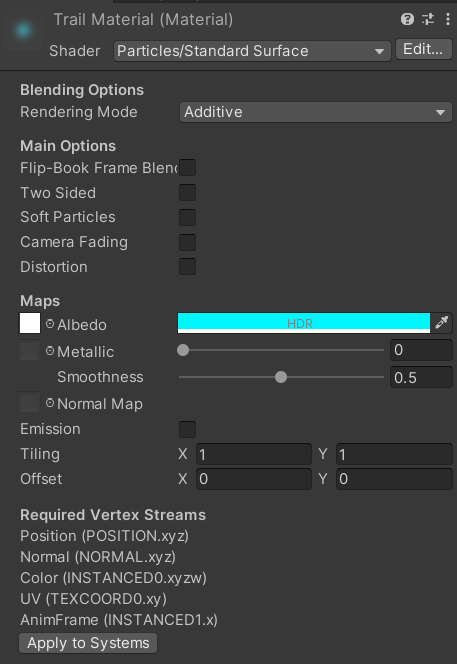 Trail Material (Material)
Shader Particles/Standard Surface Edit...
Blending Options
Rendering Mode Additive
Main Options
Flip-Book Frame Blen
Two Sided
Soft Particles
Camera Fading
Distortion
Maps
Albedo HDR
Metallic 0
Smoothness 0.5
Normal Map
Emission
Tiling X 1 Y 1
Offset X 0 Y 0
Required Vertex Streams
Position (POSITION.xyz)
Normal (NORMAL.xyz)
Color (INSTANCED0.xyzw)
UV (TEXCOORD0.xy)
AnimFrame (INSTANCED1.x)
Apply to Systems